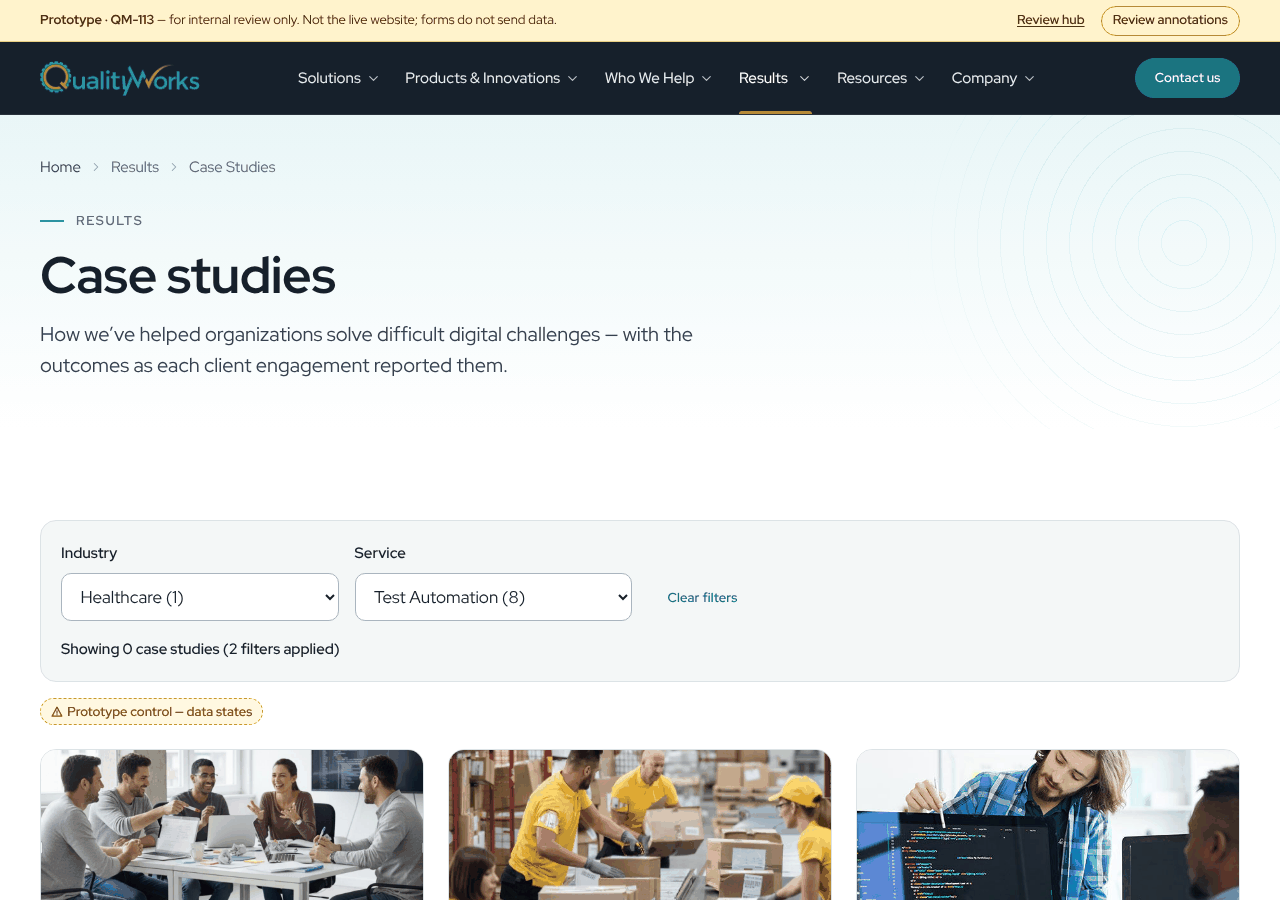 Prototype · QM-113 — for internal review only. Not the live website; forms do not send data.
Review hub
Review annotations
QualityWorks
Solutions
Products & Innovations
Who We Help
Results
Resources
Company
Contact us
Home
Results
Case Studies
RESULTS
Case studies
How we’ve helped organizations solve difficult digital challenges — with the
outcomes as each client engagement reported them.
Industry
Service
Healthcare (1)
Test Automation (8)
Clear filters
Showing 0 case studies (2 filters applied)
Prototype control — data states